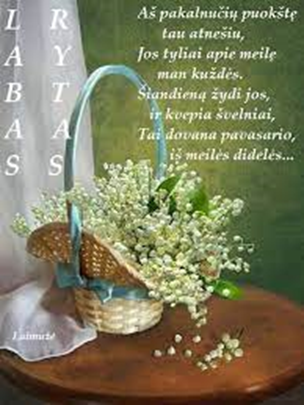 LABAS
RYTAS
Aš pakalnučių puokštę
tau atnešiu,
Jos tyliai apie meilę
man kuždės.
Šiandieną žydi jos,
ir kvepia švelniai,
Tai dovana pavasario,
iš meilės didelės...
Laimutė